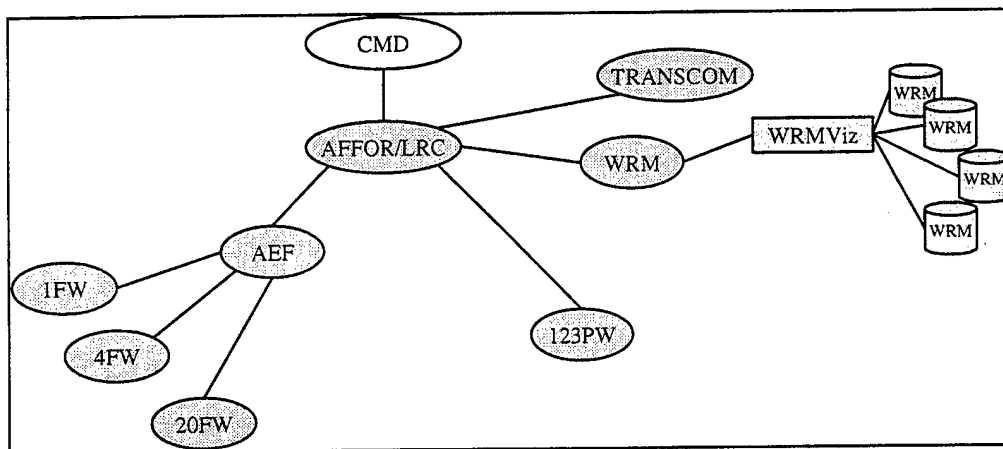 CMD
TRANSCOM
WRM
WRM
AFFOR/LRC
WRM
WRMViz
WRM
WRM
AEF
1FW
4FW
123PW
20FW